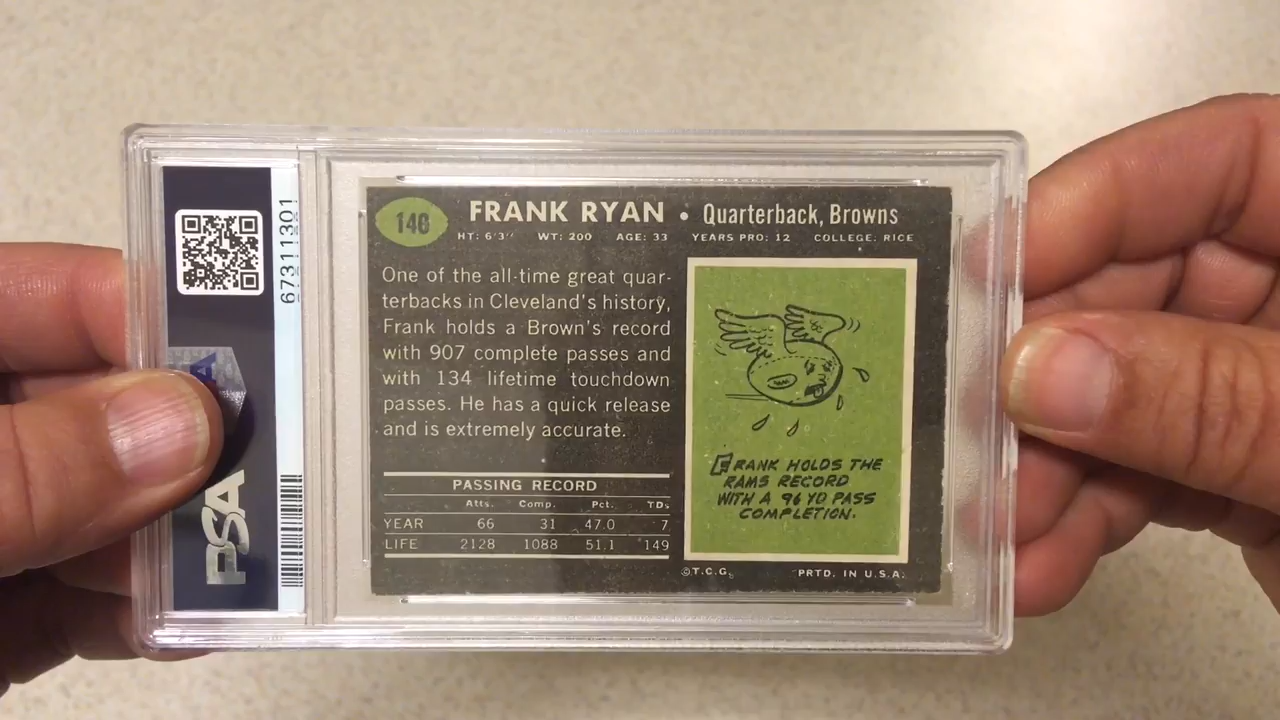 67311301
PSA
146
FRANK RYAN • Quarterback, Browns
HT: 6'3" WT: 200 AGE: 33 YEARS PRO: 12 COLLEGE: RICE
One of the all-time great quar-
terbacks in Cleveland's history,
Frank holds a Brown's record
with 907 complete passes and
with 134 lifetime touchdown
passes. He has a quick release
and is extremely accurate.
PASSING RECORD
Atts. Comp. Pct. TDs
YEAR 66 31 47.0 7
LIFE 2128 1088 51.1 149
FRANK HOLDS THE
RAMS RECORD
WITH A 96 YD PASS
COMPLETION.
©T.C.G. PRTD. IN U.S.A.